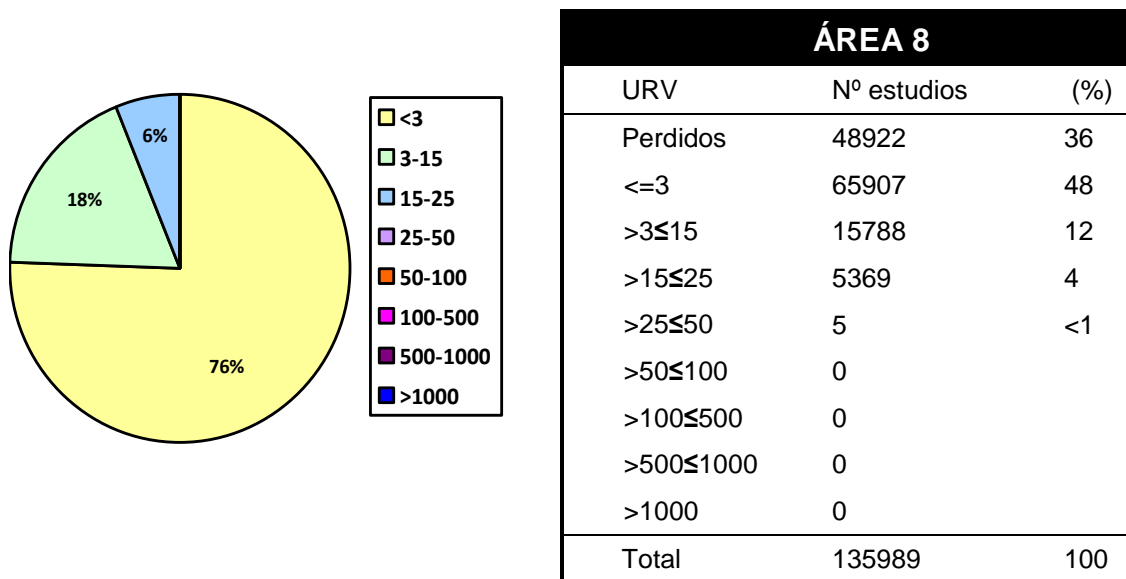 6%
18%
76%
<3
3-15
15-25
25-50
50-100
100-500
500-1000
>1000
ÁREA 8
URV Nº estudios (%)
Perdidos 48922 36
<=3 65907 48
>3≤15 15788 12
>15≤25 5369 4
>25≤50 5 <1
>50≤100 0
>100≤500 0
>500≤1000 0
>1000 0
Total 135989 100